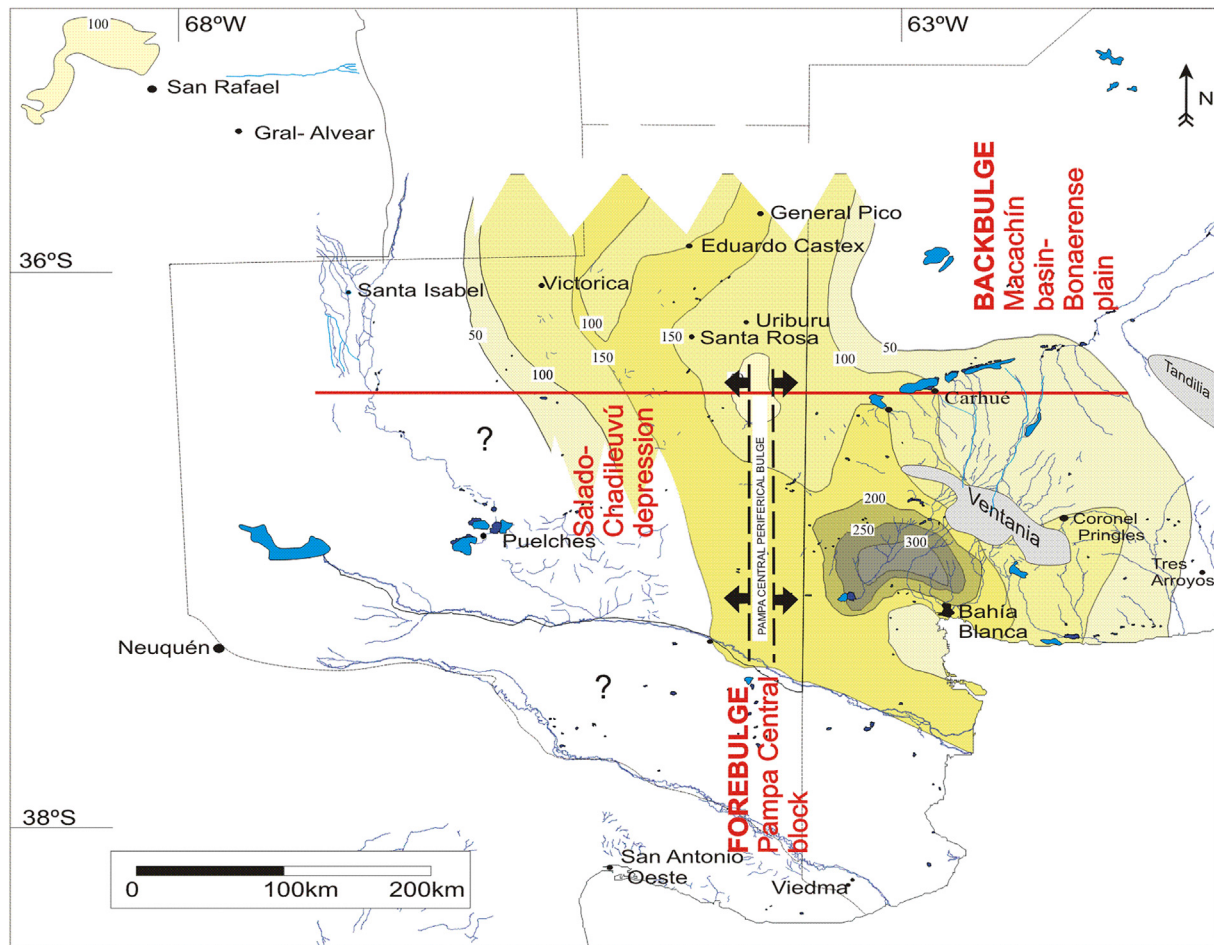 68ºW
63ºW
100
San Rafael
Gral- Alvear
N
General Pico
Eduardo Castex
36ºS
Santa Isabel
Victorica
BACKBULGE
Macachín
basin-
Bonaerense
plain
100
50
150
150
Uriburu
Santa Rosa
100
50
100
Tandilia
Carhué
?
Salado-
Chadileuvú
depression
PAMPA CENTRAL PERIFERICAL BULGE
200
250
300
Ventania
Coronel
Pringles
Puelches
Tres
Arroyos
Bahía
Blanca
Neuquén
?
FOREBULGE
Pampa Central
block
38ºS
San Antonio
Oeste
Viedma
0
100km
200km